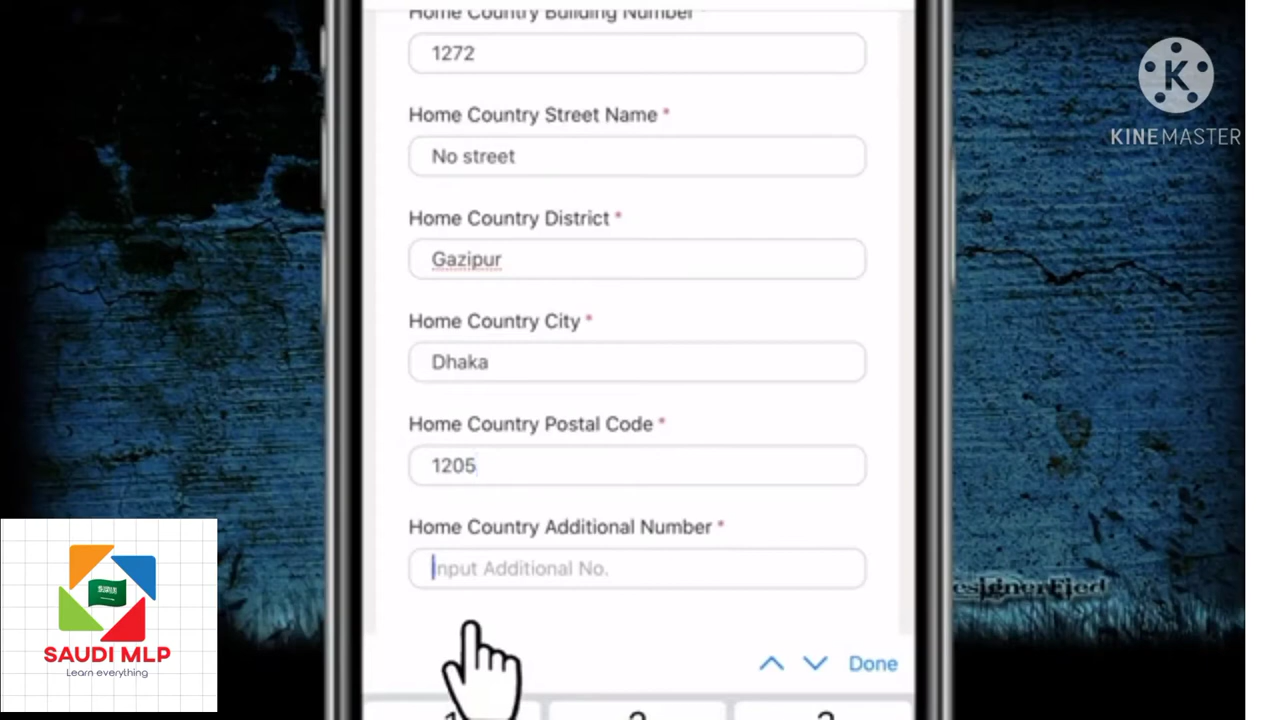 Home Country Building Number *
1272
KINEMASTER
Home Country Street Name *
No street
Home Country District *
Gazipur
Home Country City *
Dhaka
Home Country Postal Code *
1205
Home Country Additional Number *
Input Additional No.
SAUDI MLP
Learn everything
Done